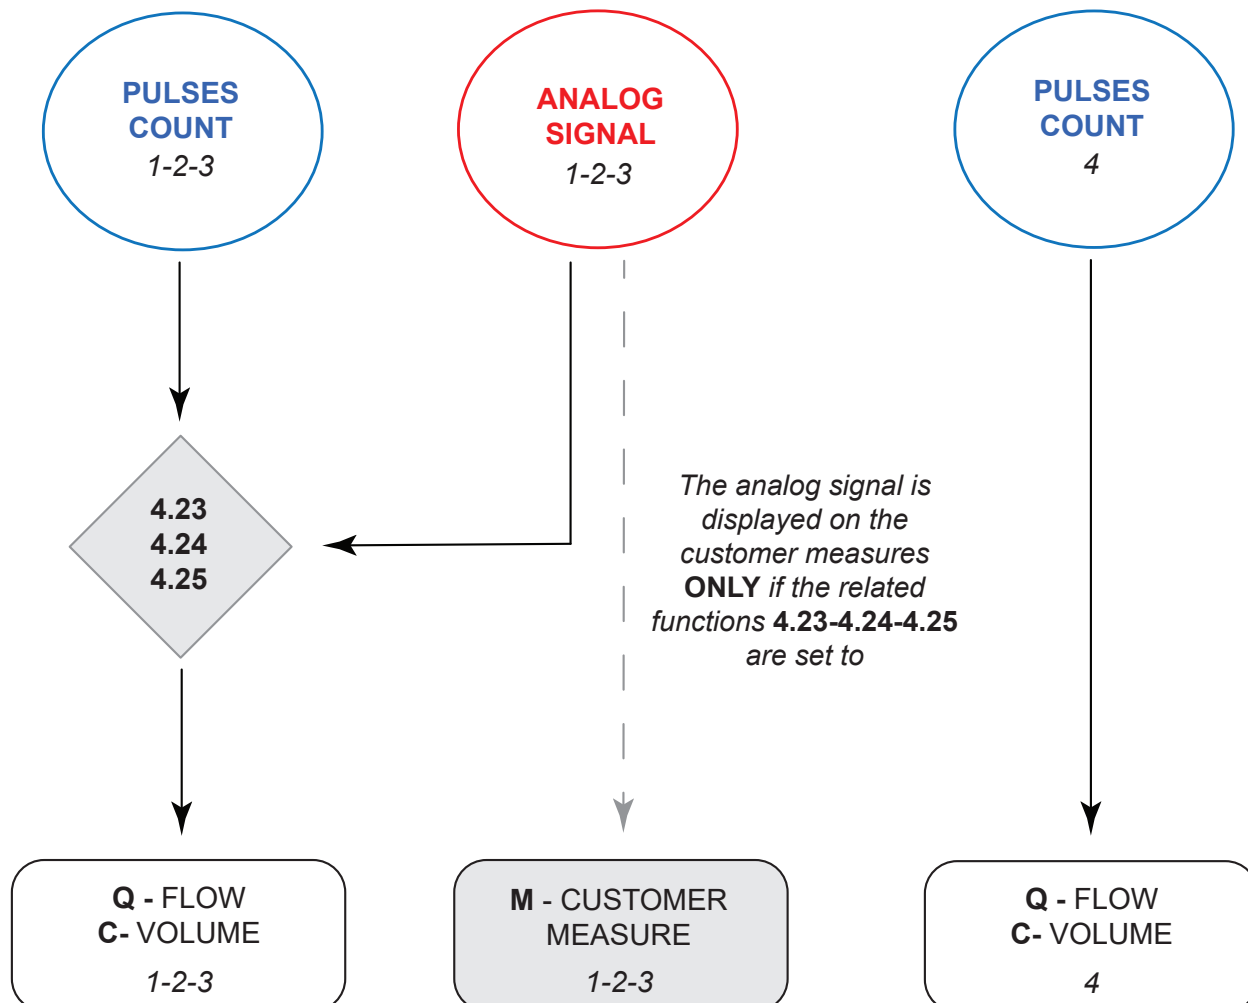 PULSES
COUNT
1-2-3
ANALOG
SIGNAL
1-2-3
PULSES
COUNT
4
4.23
4.24
4.25
The analog signal is
displayed on the
customer measures
ONLY if the related
functions 4.23-4.24-4.25
are set to
Q - FLOW
C- VOLUME
1-2-3
M - CUSTOMER
MEASURE
1-2-3
Q - FLOW
C- VOLUME
4